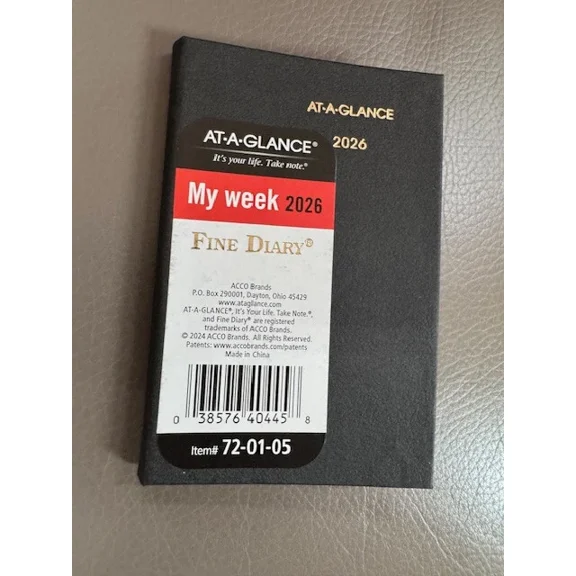 AT-A-GLANCE
2026
AT-A-GLANCE®
It's your life. Take note.®
My week 2026
FINE DIARY®
ACCO Brands
P.O. Box 290001, Dayton, Ohio 45429
www.ataglance.com
AT-A-GLANCE®, It's Your Life. Take Note.®,
and Fine Diary® are registered
trademarks of ACCO Brands.
© 2024 ACCO Brands. All Rights Reserved.
Patents: www.accobrands.com/patents
Made in China
0 38576 40445 8
Item# 72-01-05